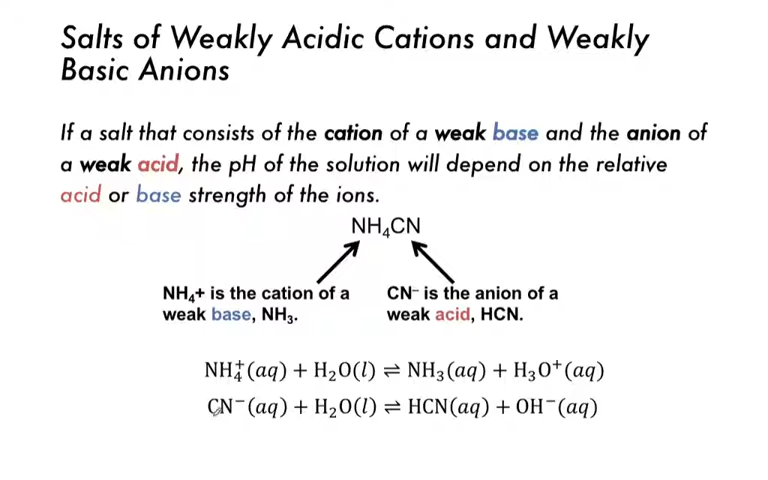 Salts of Weakly Acidic Cations and Weakly
Basic Anions
If a salt that consists of the cation of a weak base and the anion of
a weak acid, the pH of the solution will depend on the relative
acid or base strength of the ions.
NH₄CN
NH₄+ is the cation of a
weak base, NH₃.
CN⁻ is the anion of a
weak acid, HCN.
NH₄⁺(aq) + H₂O(l) ⇌ NH₃(aq) + H₃O⁺(aq)
CN⁻(aq) + H₂O(l) ⇌ HCN(aq) + OH⁻(aq)